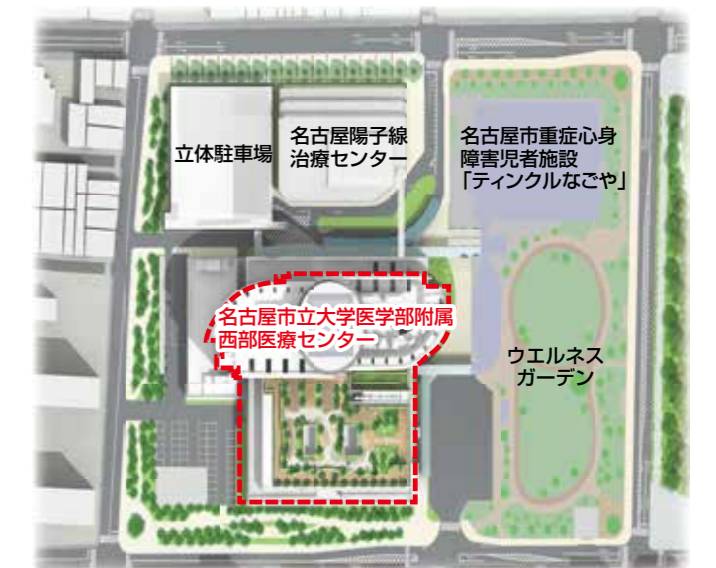 立体駐車場
名古屋陽子線
治療センター
名古屋市重症心身
障害児者施設
「ティンクルなごや」
名古屋市立大学医学部附属
西部医療センター
ウエルネス
ガーデン